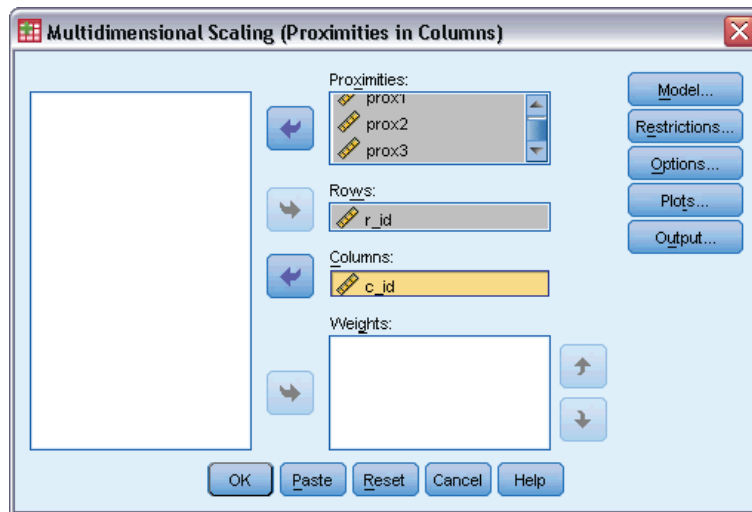 Multidimensional Scaling (Proximities in Columns)
Proximities:
prox1
prox2
prox3
Rows:
r_id
Columns:
c_id
Weights:
Model...
Restrictions...
Options...
Plots...
Output...
OK
Paste
Reset
Cancel
Help